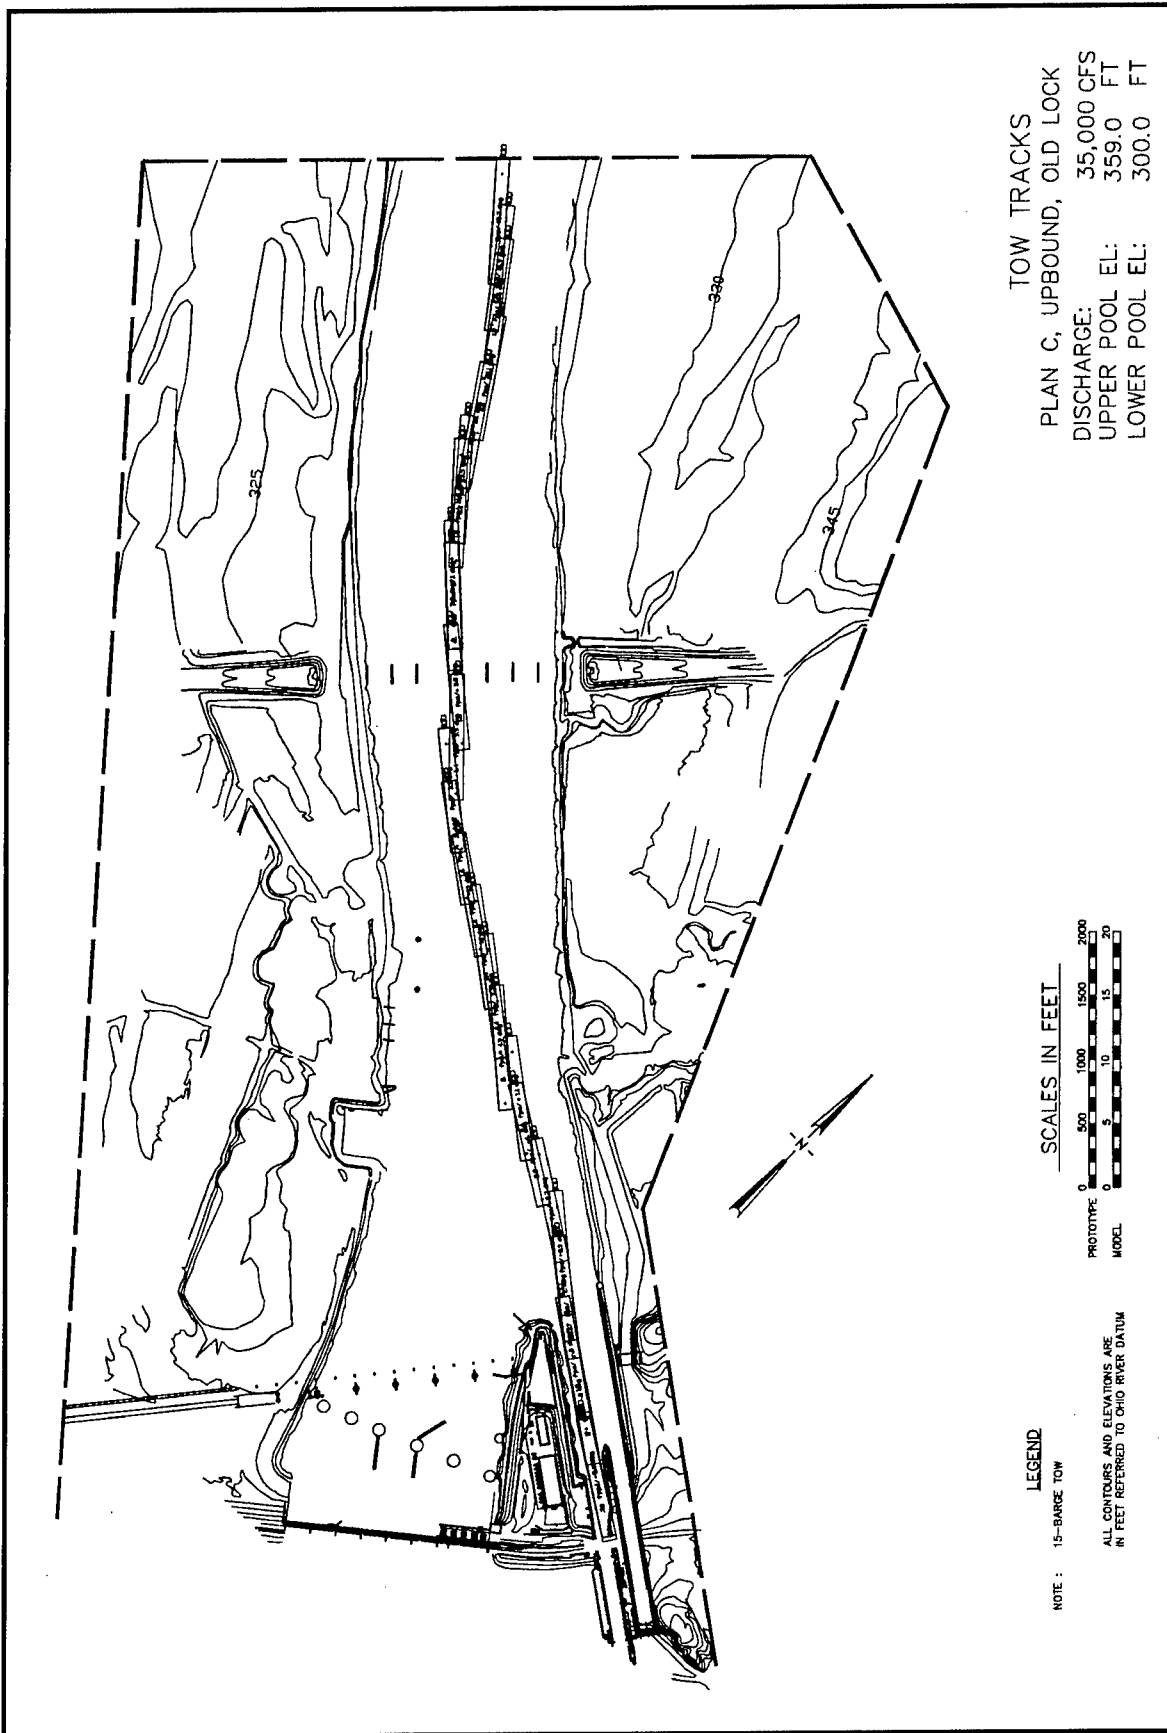 TOW TRACKS
PLAN C, UPBOUND, OLD LOCK
DISCHARGE: 35,000 CFS
UPPER POOL EL: 359.0 FT
LOWER POOL EL: 300.0 FT
325
330
345
N
SCALES IN FEET
PROTOTYPE 0 500 1000 1500 2000
MODEL 0 5 10 15 20
LEGEND
NOTE : 15-BARGE TOW
ALL CONTOURS AND ELEVATIONS ARE
IN FEET REFERRED TO OHIO RIVER DATUM